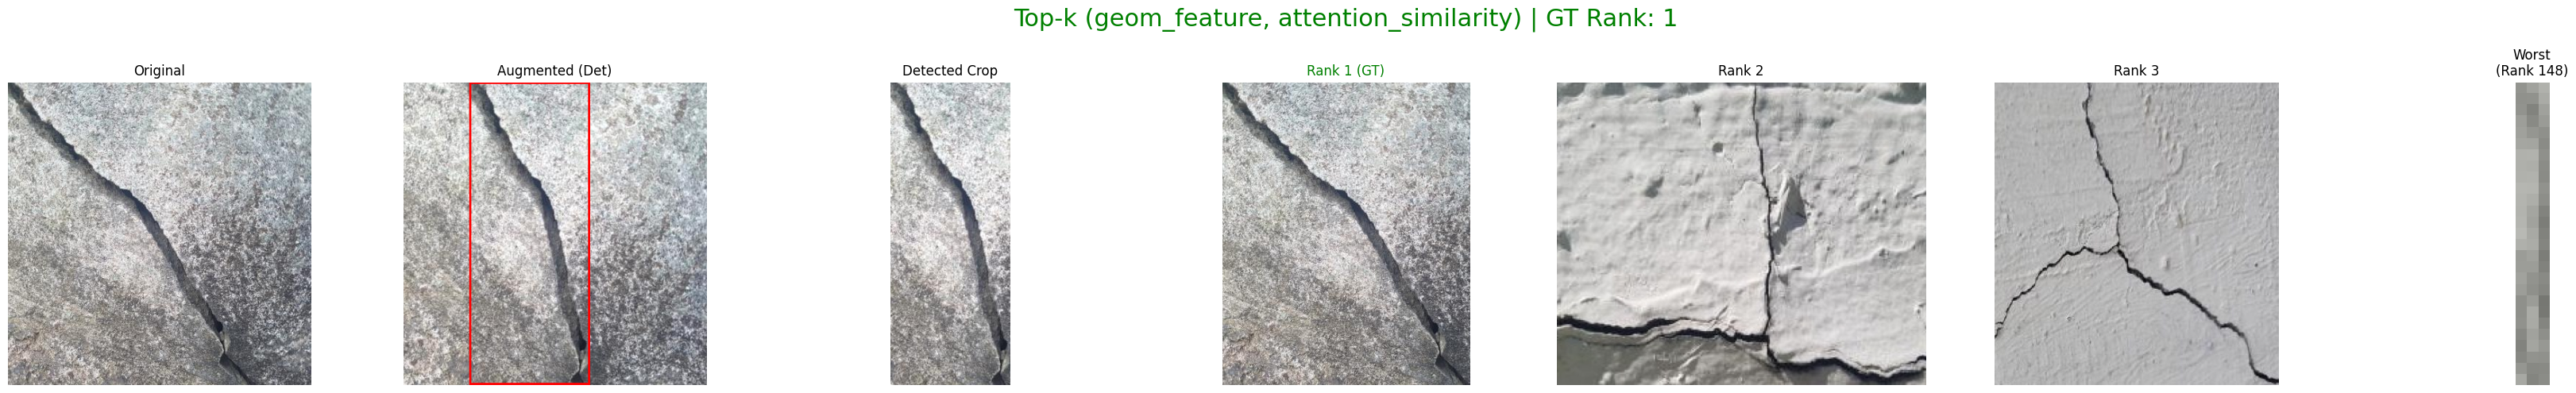 Top-k (geom_feature, attention_similarity) | GT Rank: 1
Original
Augmented (Det)
Detected Crop
Rank 1 (GT)
Rank 2
Rank 3
Worst
(Rank 148)